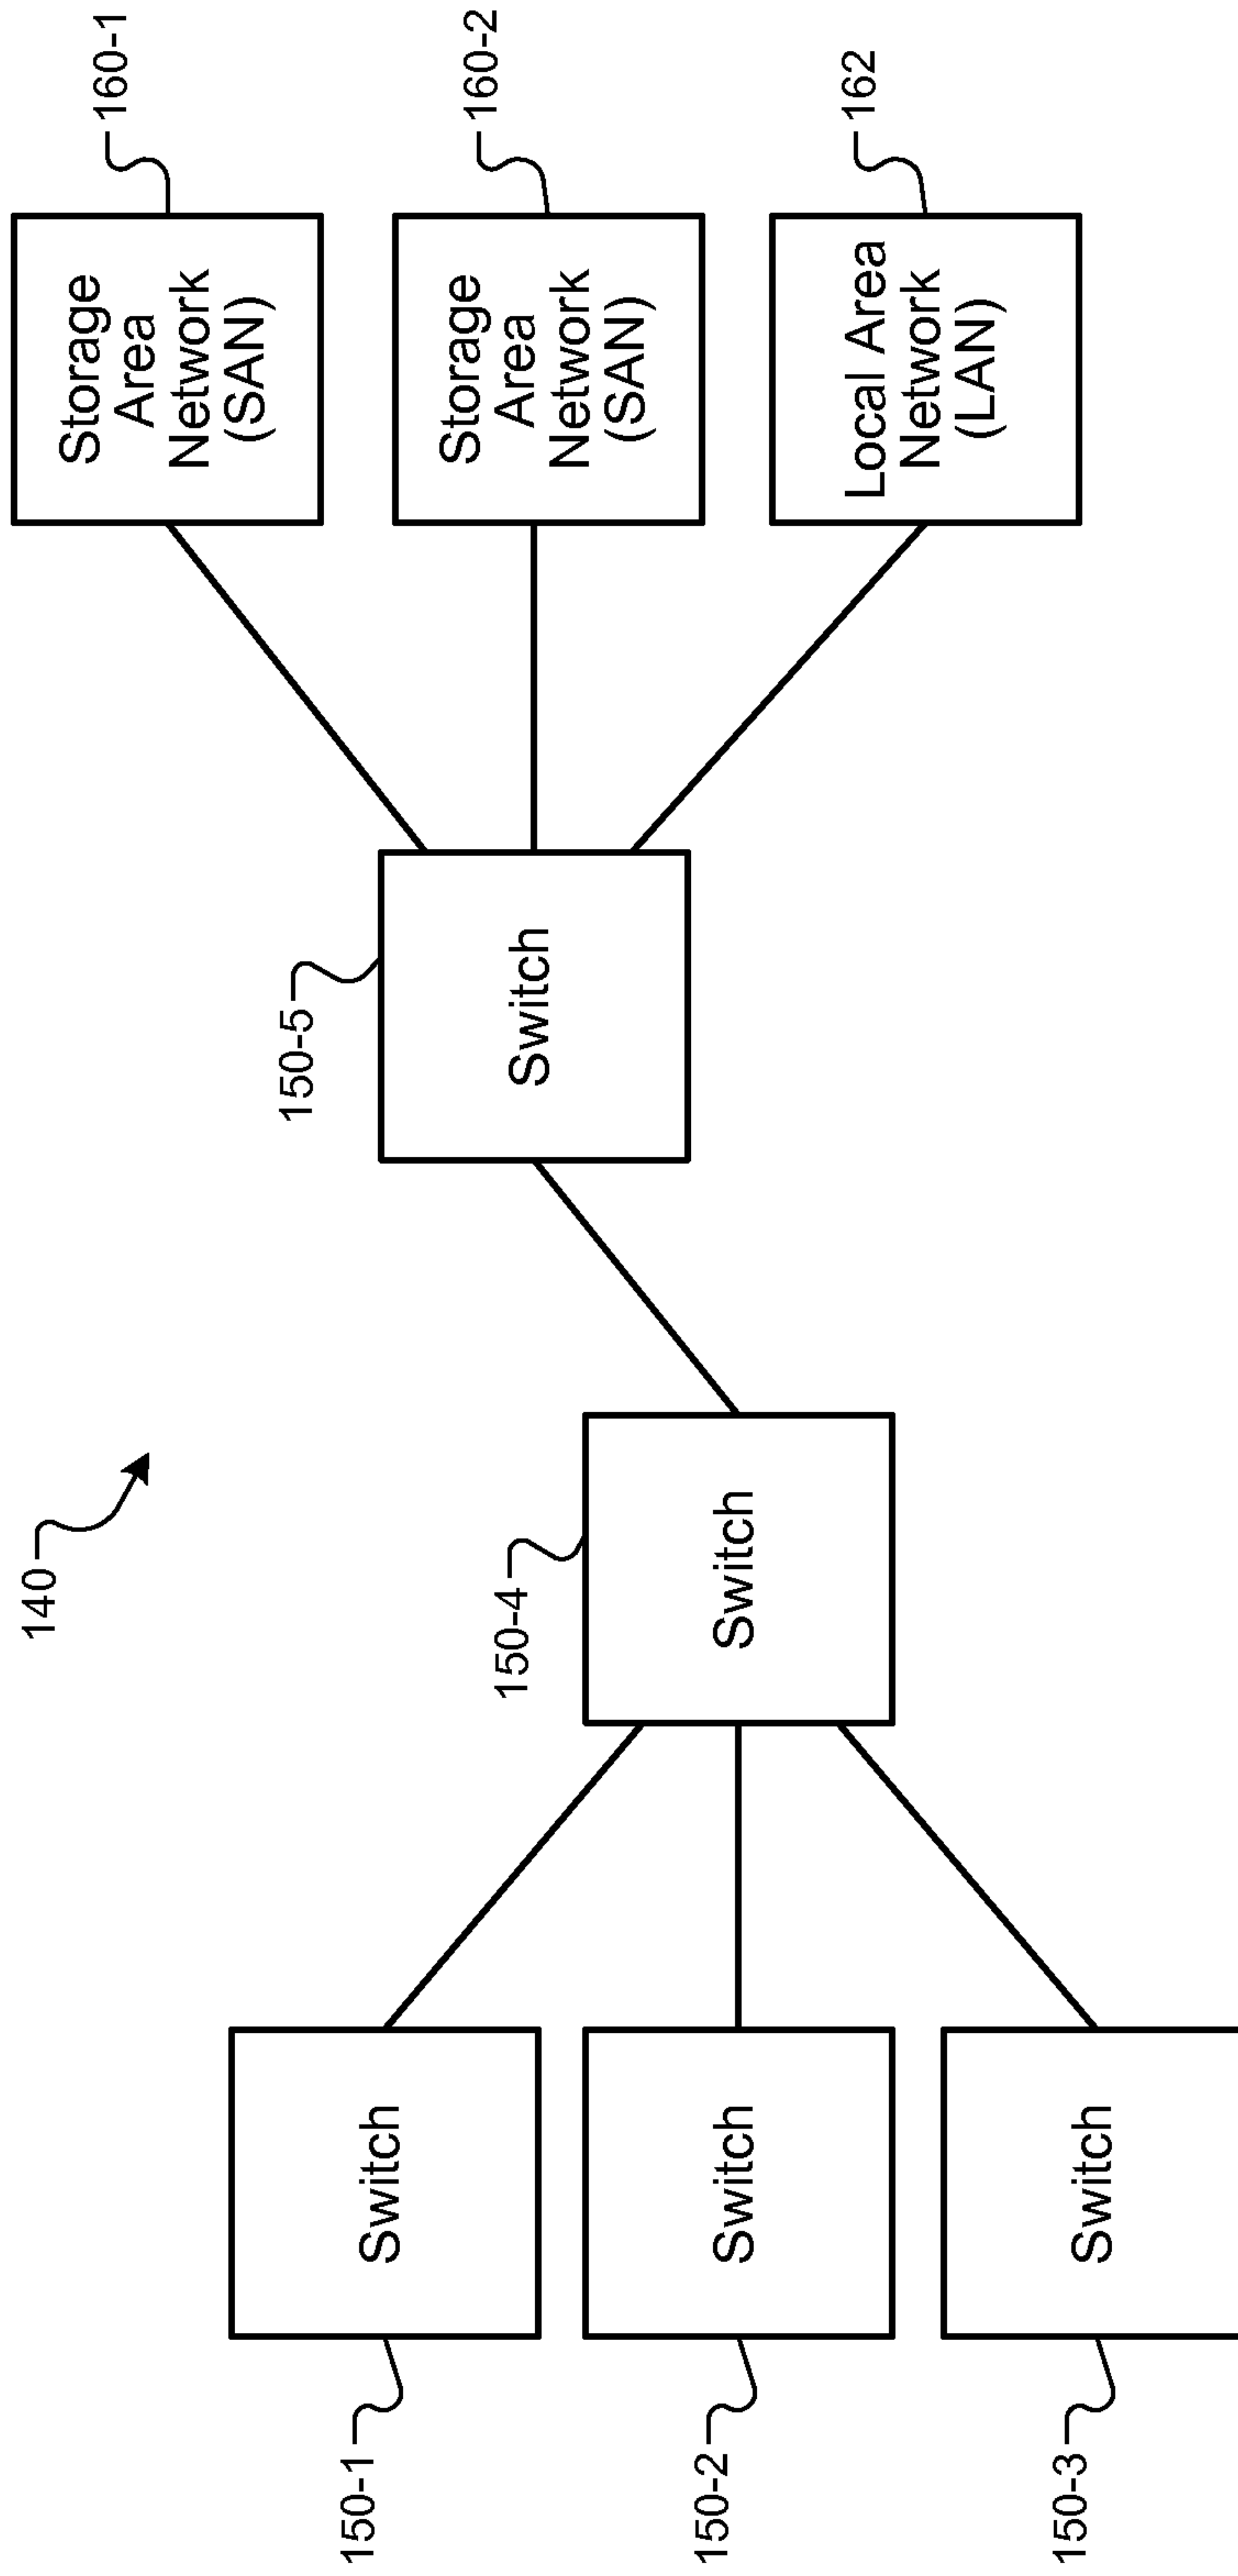 140
150-1
Switch
150-2
Switch
150-3
Switch
150-4
Switch
150-5
Switch
Storage
Area
Network
(SAN)
160-1
Storage
Area
Network
(SAN)
160-2
Local Area
Network
(LAN)
162